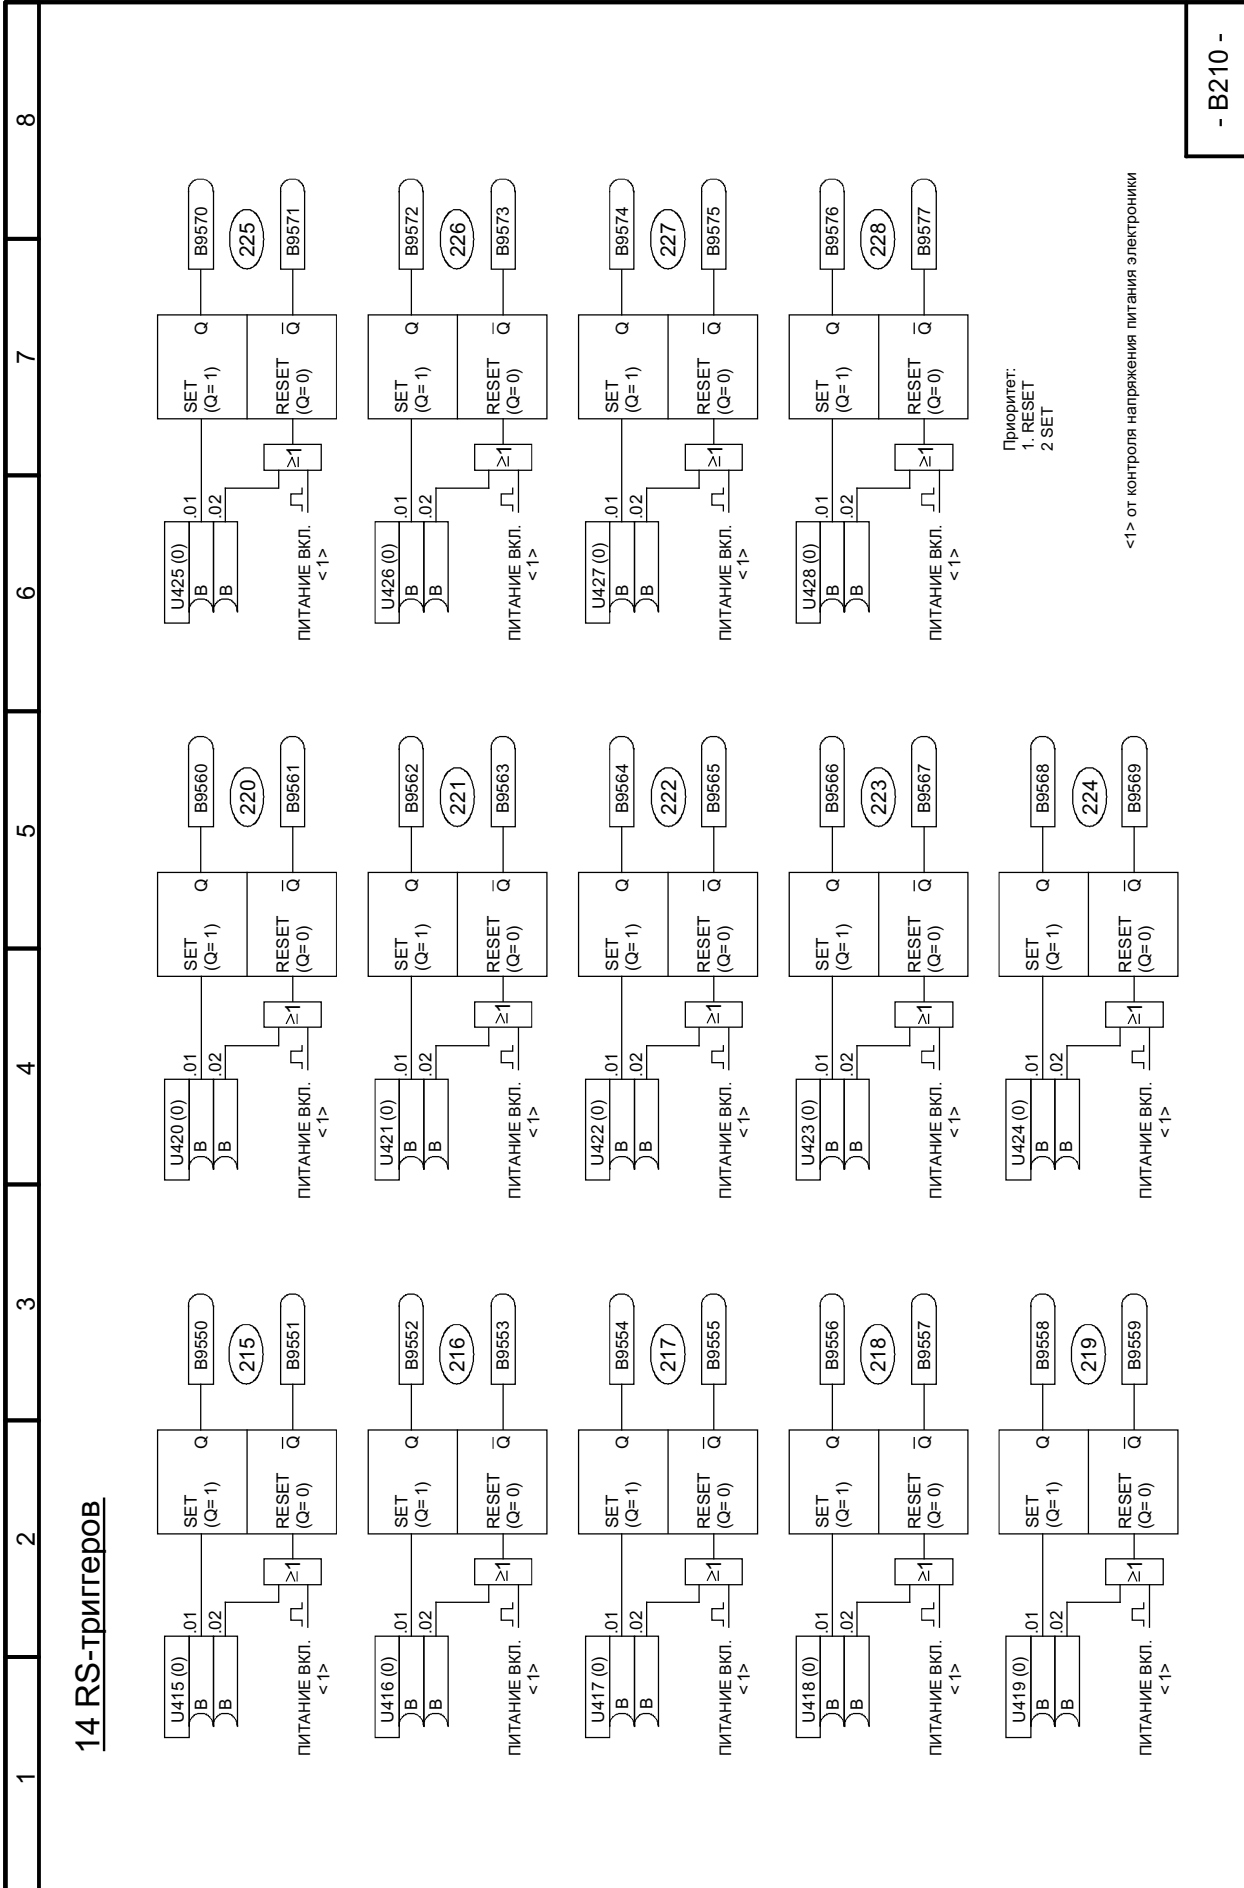 1 2 3 4 5 6 7 8
14 RS-триггеров
U415 (0)
B .01
B .02
SET
(Q= 1)
Q
B9550
215
RESET
(Q= 0)
Q
B9551
≥1
ПИТАНИЕ ВКЛ.
<1>
U420 (0)
B .01
B .02
SET
(Q= 1)
Q
B9560
220
RESET
(Q= 0)
Q
B9561
≥1
ПИТАНИЕ ВКЛ.
<1>
U425 (0)
B .01
B .02
SET
(Q= 1)
Q
B9570
225
RESET
(Q= 0)
Q
B9571
≥1
ПИТАНИЕ ВКЛ.
<1>
U416 (0)
B .01
B .02
SET
(Q= 1)
Q
B9552
216
RESET
(Q= 0)
Q
B9553
≥1
ПИТАНИЕ ВКЛ.
<1>
U421 (0)
B .01
B .02
SET
(Q= 1)
Q
B9562
221
RESET
(Q= 0)
Q
B9563
≥1
ПИТАНИЕ ВКЛ.
<1>
U426 (0)
B .01
B .02
SET
(Q= 1)
Q
B9572
226
RESET
(Q= 0)
Q
B9573
≥1
ПИТАНИЕ ВКЛ.
<1>
U417 (0)
B .01
B .02
SET
(Q= 1)
Q
B9554
217
RESET
(Q= 0)
Q
B9555
≥1
ПИТАНИЕ ВКЛ.
<1>
U422 (0)
B .01
B .02
SET
(Q= 1)
Q
B9564
222
RESET
(Q= 0)
Q
B9565
≥1
ПИТАНИЕ ВКЛ.
<1>
U427 (0)
B .01
B .02
SET
(Q= 1)
Q
B9574
227
RESET
(Q= 0)
Q
B9575
≥1
ПИТАНИЕ ВКЛ.
<1>
U418 (0)
B .01
B .02
SET
(Q= 1)
Q
B9556
218
RESET
(Q= 0)
Q
B9557
≥1
ПИТАНИЕ ВКЛ.
<1>
U423 (0)
B .01
B .02
SET
(Q= 1)
Q
B9566
223
RESET
(Q= 0)
Q
B9567
≥1
ПИТАНИЕ ВКЛ.
<1>
U428 (0)
B .01
B .02
SET
(Q= 1)
Q
B9576
228
RESET
(Q= 0)
Q
B9577
≥1
ПИТАНИЕ ВКЛ.
<1>
U419 (0)
B .01
B .02
SET
(Q= 1)
Q
B9558
219
RESET
(Q= 0)
Q
B9559
≥1
ПИТАНИЕ ВКЛ.
<1>
U424 (0)
B .01
B .02
SET
(Q= 1)
Q
B9568
224
RESET
(Q= 0)
Q
B9569
≥1
ПИТАНИЕ ВКЛ.
<1>
Приоритет:
1. RESET
2 SET
<1> от контроля напряжения питания электроники
- B210 -